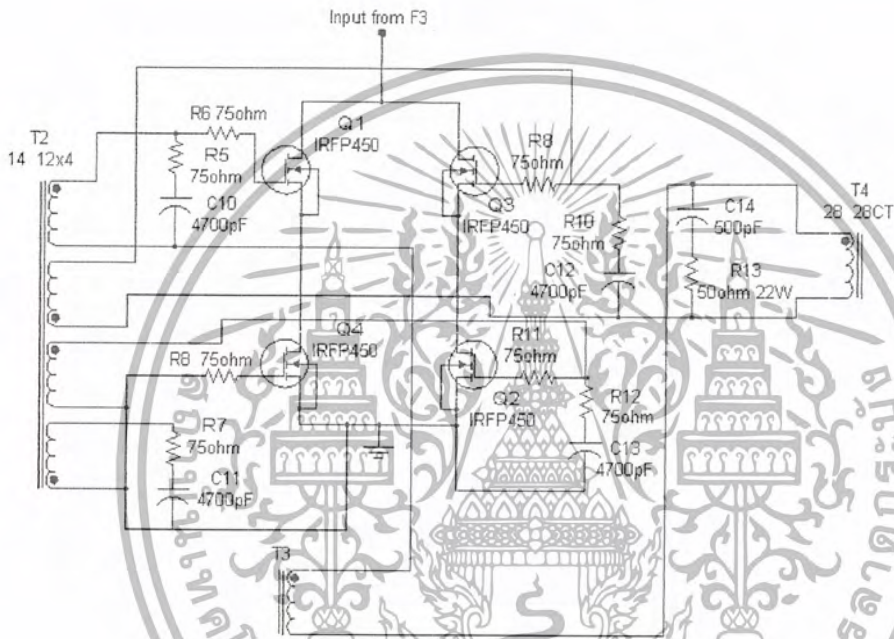 Input from F3
T2
14 12x4
R6 75ohm
R5
75ohm
C10
4700pF
Q1
IRFP450
R8
75ohm
Q3
IRFP450
R10
75ohm
C12
4700pF
C14
500pF
R13
50ohm 22W
T4
28 28CT
R8 75ohm
Q4
IRFP450
R11
75ohm
Q2
IRFP450
R12
75ohm
C13
4700pF
R7
75ohm
C11
4700pF
T3